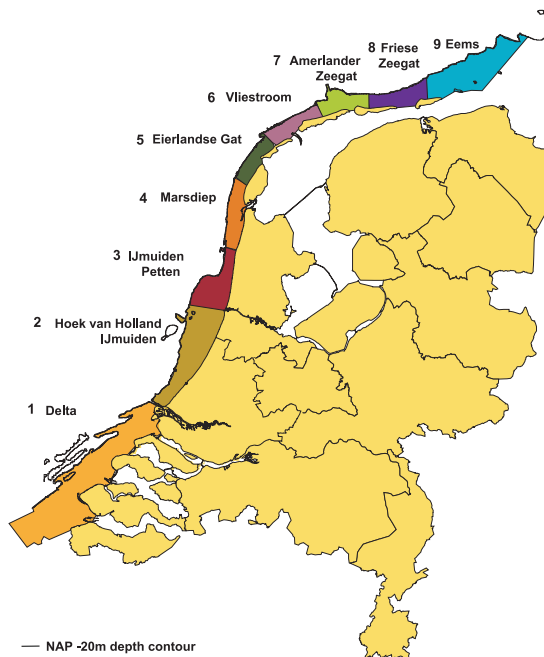 9 Eems
8 Friese
Zeegat
7 Amerlander
Zeegat
6 Vliestroom
5 Eierlandse Gat
4 Marsdiep
3 IJmuiden
Petten
2 Hoek van Holland
IJmuiden
1 Delta
NAP -20m depth contour